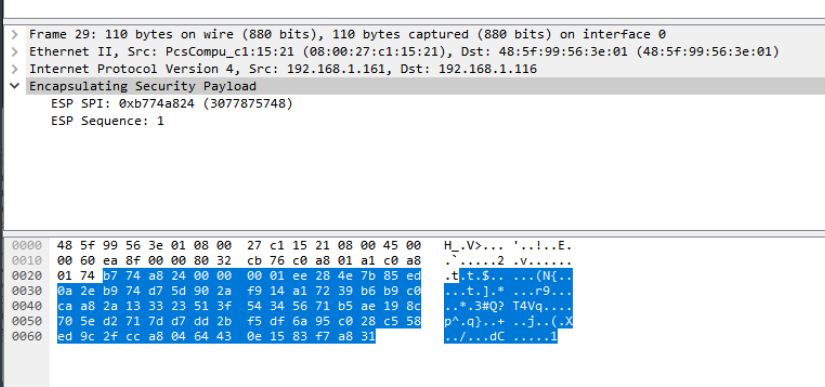 > Frame 29: 110 bytes on wire (880 bits), 110 bytes captured (880 bits) on interface 0
> Ethernet II, Src: PcsCompu_c1:15:21 (08:00:27:c1:15:21), Dst: 48:5f:99:56:3e:01 (48:5f:99:56:3e:01)
> Internet Protocol Version 4, Src: 192.168.1.161, Dst: 192.168.1.116
Encapsulating Security Payload
ESP SPI: 0xb774a824 (3077875748)
ESP Sequence: 1
0000 48 5f 99 56 3e 01 08 00 27 c1 15 21 08 00 45 00 H_.V>... '..!..E.
0010 00 60 ea 8f 00 00 80 32 cb 76 c0 a8 01 a1 c0 a8 .`.....2 .v......
0020 01 74 b7 74 a8 24 00 00 00 01 ee 28 4e 7b 85 ed .t.t.$.. ...(N{..
0030 0a 2e b9 74 d5 5d 90 2a f9 14 a1 72 39 b6 b9 c0 ...t.].* ...r9...
0040 ca a8 2a 13 33 23 51 3f 54 34 56 71 b5 ae 19 8c ..*.3#Q? T4Vq....
0050 70 5e d2 71 7d d7 dd 2b f5 df 6a 95 c0 28 c5 58 p^.q}..+ ..j..(.X
0060 ed 9c 2f cc a8 04 64 43 0e 15 83 f7 a8 31 ../...dC .....1